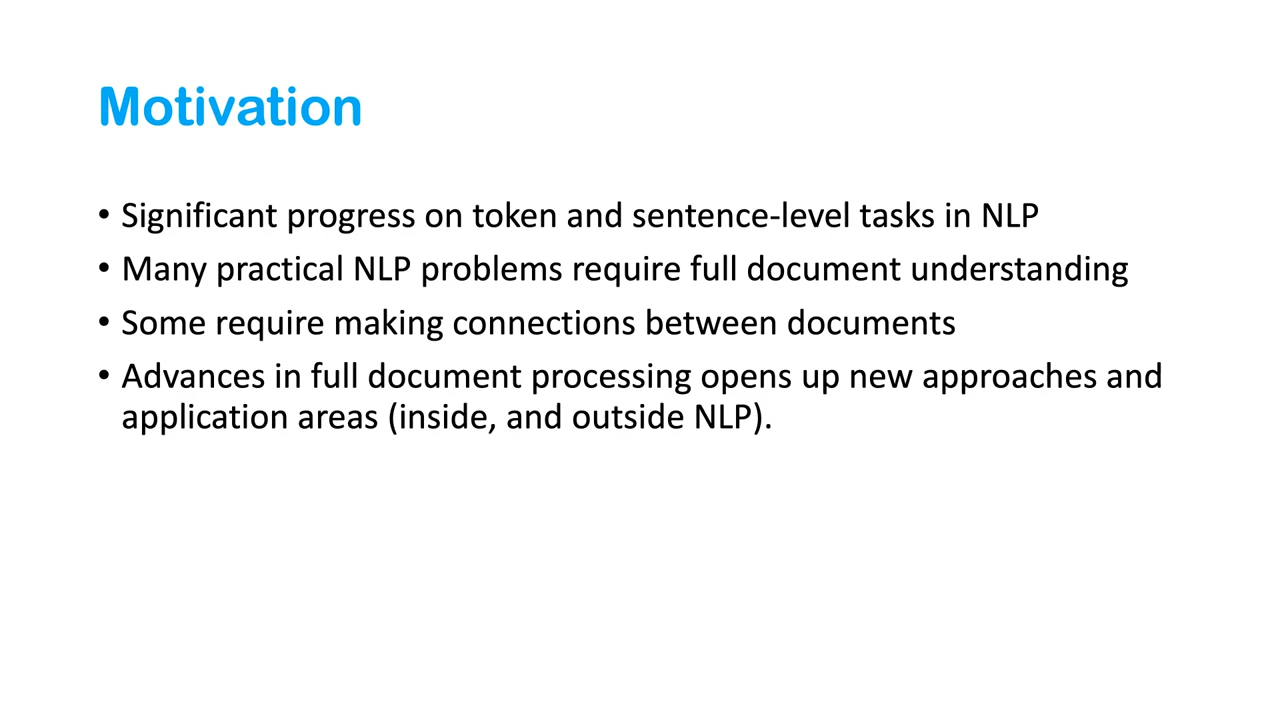 Motivation
• Significant progress on token and sentence-level tasks in NLP
• Many practical NLP problems require full document understanding
• Some require making connections between documents
• Advances in full document processing opens up new approaches and
application areas (inside, and outside NLP).